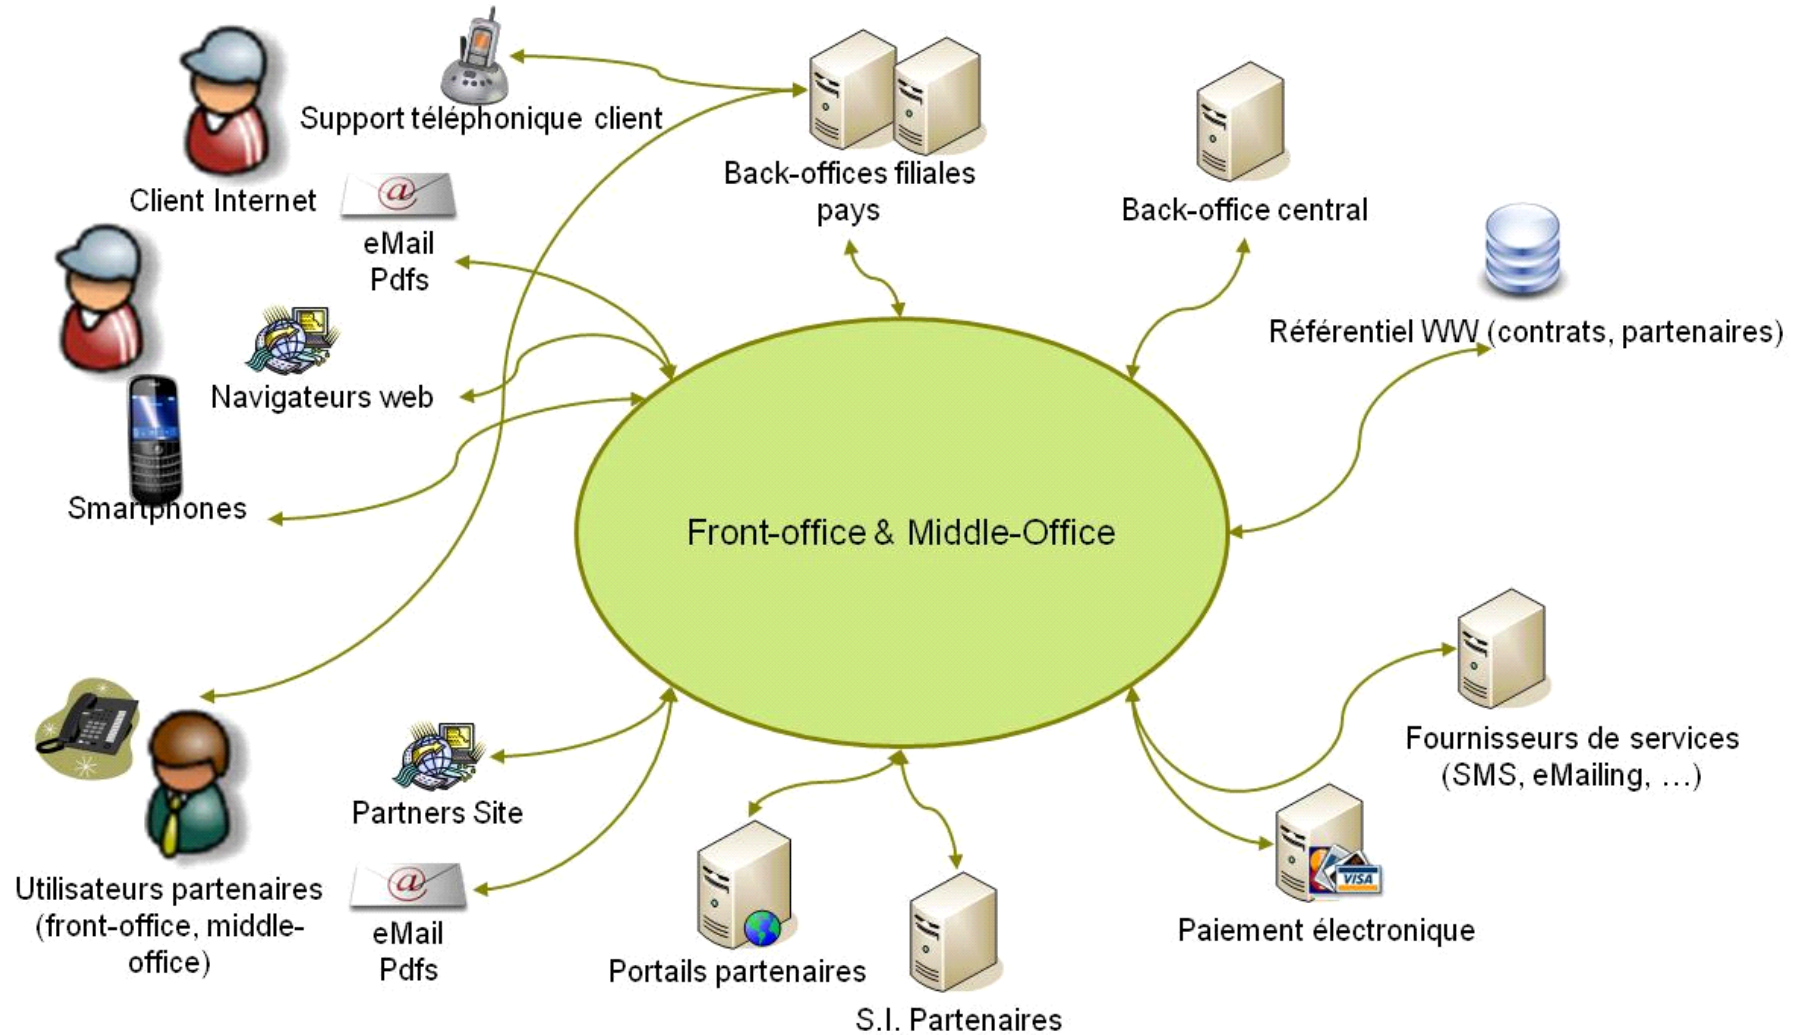 Support téléphonique client
Client Internet
@
eMail
Pdfs
Navigateurs web
Smartphones
Back-offices filiales
pays
Back-office central
Référentiel WW (contrats, partenaires)
Front-office & Middle-Office
Fournisseurs de services
(SMS, eMailing, …)
VISA
Paiement électronique
Partners Site
Utilisateurs partenaires
(front-office, middle-
office)
@
eMail
Pdfs
Portails partenaires
S.I. Partenaires